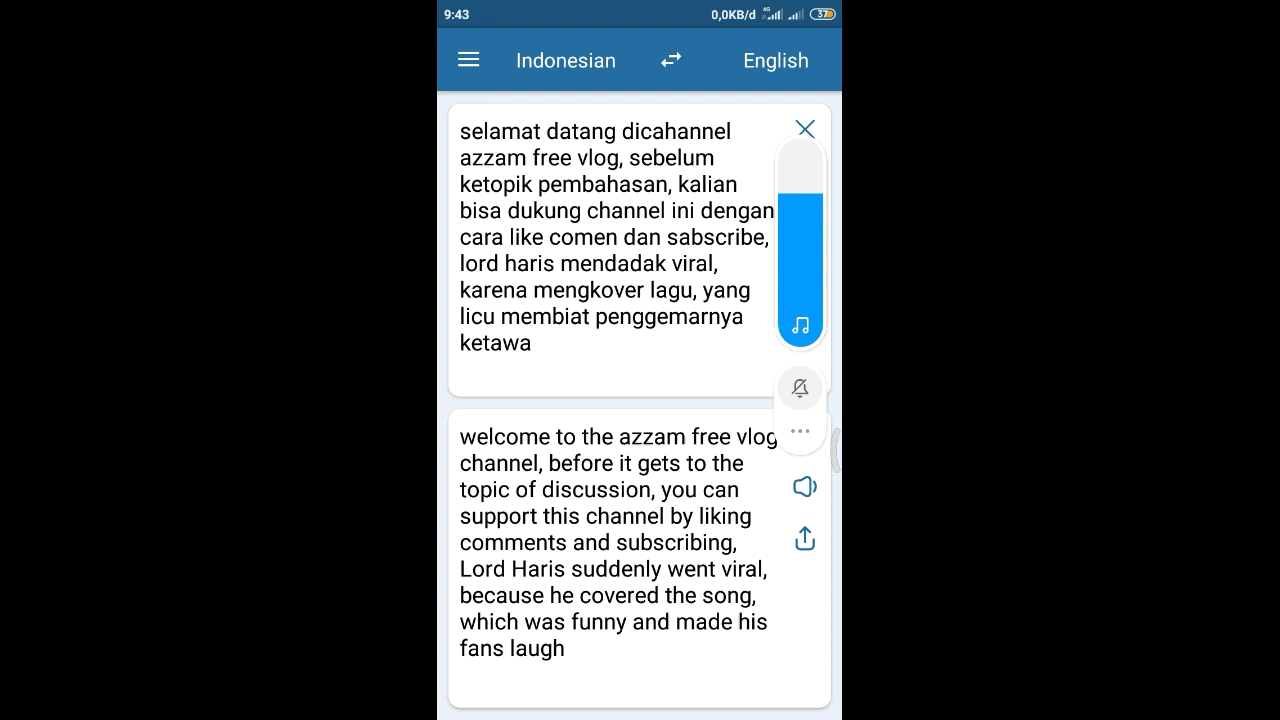 9:43 0,0KB/d 4G 37
Indonesian English
selamat datang dicahannel
azzam free vlog, sebelum
ketopik pembahasan, kalian
bisa dukung channel ini dengan
cara like comen dan sabscribe,
lord haris mendadak viral,
karena mengkover lagu, yang
licu membiat penggemarnya
ketawa
welcome to the azzam free vlog
channel, before it gets to the
topic of discussion, you can
support this channel by liking
comments and subscribing,
Lord Haris suddenly went viral,
because he covered the song,
which was funny and made his
fans laugh